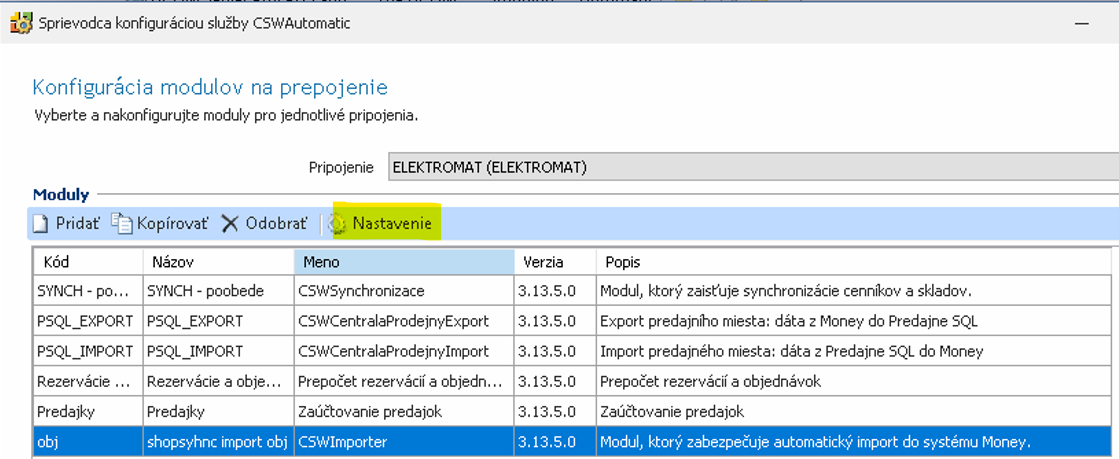 Sprievodca konfiguráciou služby CSWAutomatic
Konfigurácia modulov na prepojenie
Vyberte a nakonfigurujte moduly pro jednotlivé pripojenia.
Pripojenie ELEKTROMAT (ELEKTROMAT)
Moduly
Pridať Kopírovať Odobrať Nastavenie
Kód Názov Meno Verzia Popis
SYNCH - po... SYNCH - poobede CSWSynchronizace 3.13.5.0 Modul, ktorý zaisťuje synchronizácie cenníkov a skladov.
PSQL_EXPORT PSQL_EXPORT CSWCentralaProdejnyExport 3.13.5.0 Export predajního miesta: dáta z Money do Predajne SQL
PSQL_IMPORT PSQL_IMPORT CSWCentralaProdejnyImport 3.13.5.0 Import predajného miesta: dáta z Predajne SQL do Money
Rezervácie ... Rezervácie a obje... Prepočet rezervácií a objedn... 3.13.5.0 Prepočet rezervácií a objednávok
Predajky Predajky Zaúčtovanie predajok 3.13.5.0 Zaúčtovanie predajok
obj shopsyhnc import obj CSWImporter 3.13.5.0 Modul, ktorý zabezpečuje automatický import do systému Money.